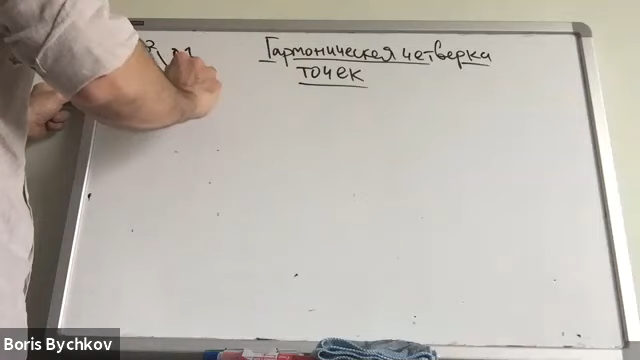 Гармоническая четверка
точек
Boris Bychkov